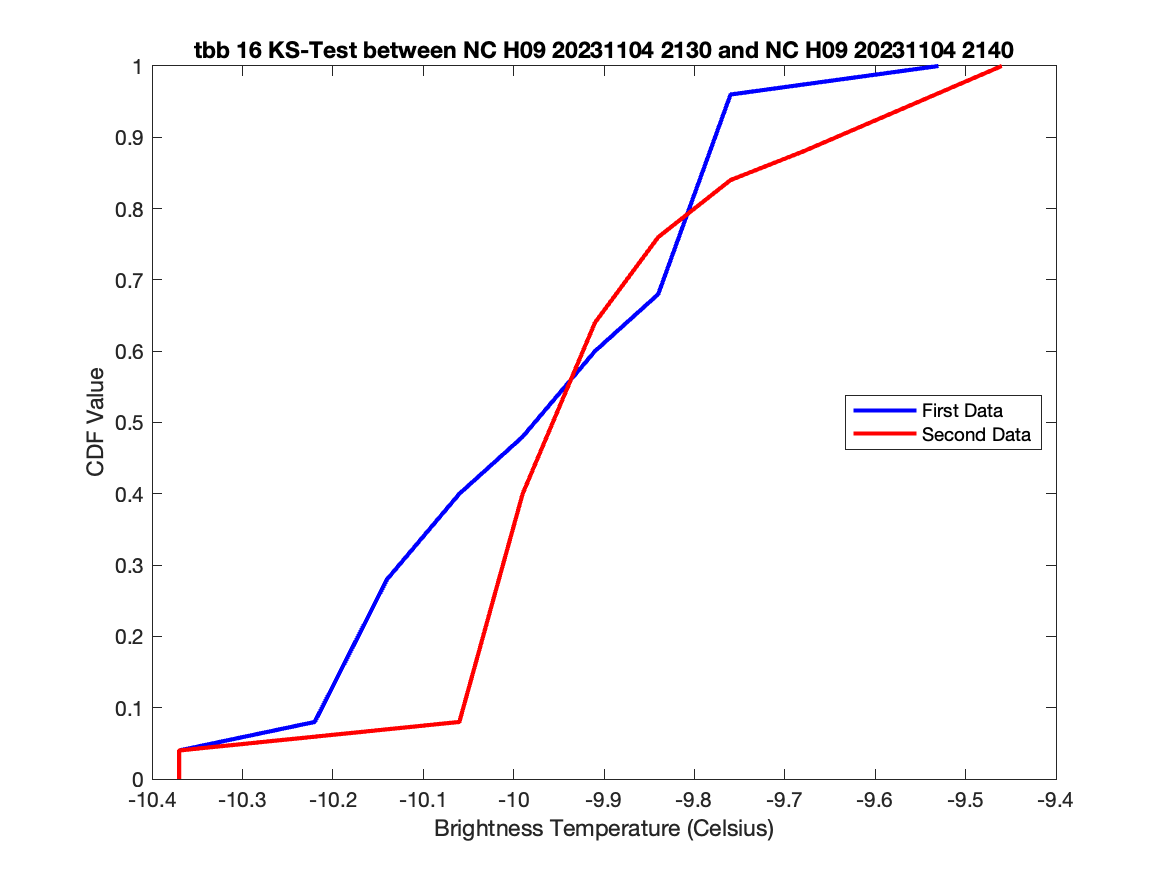 tbb 16 KS-Test between NC H09 20231104 2130 and NC H09 20231104 2140
1
0.9
0.8
0.7
0.6
0.5
0.4
0.3
0.2
0.1
0
CDF Value
First Data
Second Data
-10.4 -10.3 -10.2 -10.1 -10 -9.9 -9.8 -9.7 -9.6 -9.5 -9.4
Brightness Temperature (Celsius)